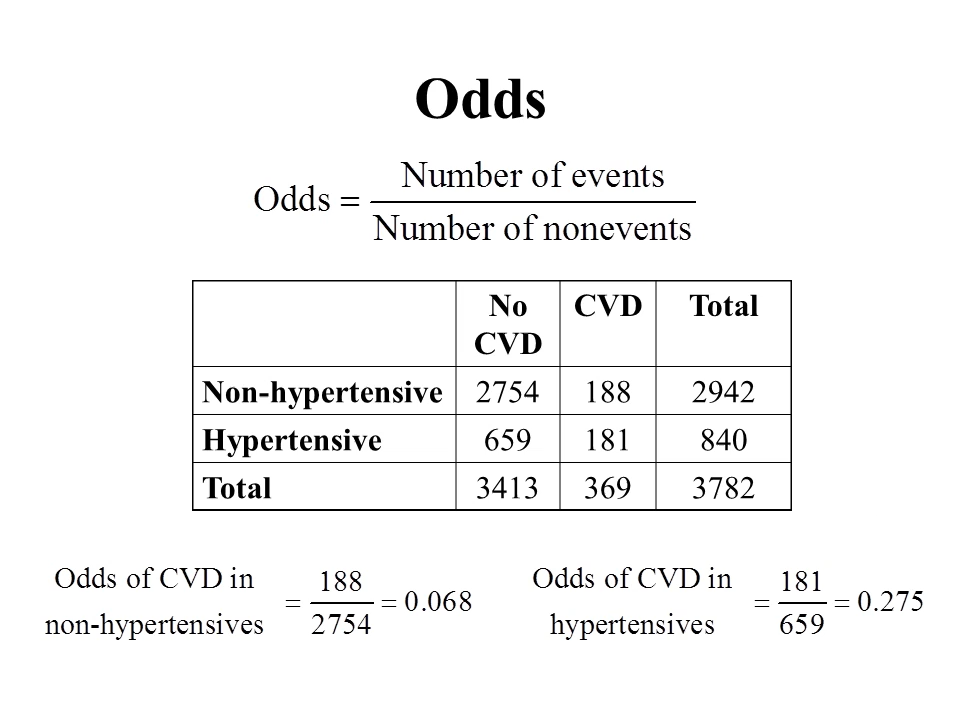 Odds
Odds = Number of events / Number of nonevents
No CVD | CVD | Total
Non-hypertensive | 2754 | 188 | 2942
Hypertensive | 659 | 181 | 840
Total | 3413 | 369 | 3782
Odds of CVD in non-hypertensives = 188 / 2754 = 0.068
Odds of CVD in hypertensives = 181 / 659 = 0.275